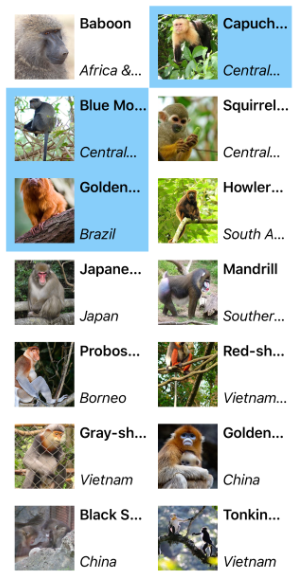 Baboon
Africa &...
Capuch...
Central...
Blue Mo...
Central...
Squirrel...
Central...
Golden...
Brazil
Howler...
South A...
Japane...
Japan
Mandrill
Souther...
Probos...
Borneo
Red-sh...
Vietnam...
Gray-sh...
Vietnam
Golden...
China
Black S...
China
Tonkin...
Vietnam